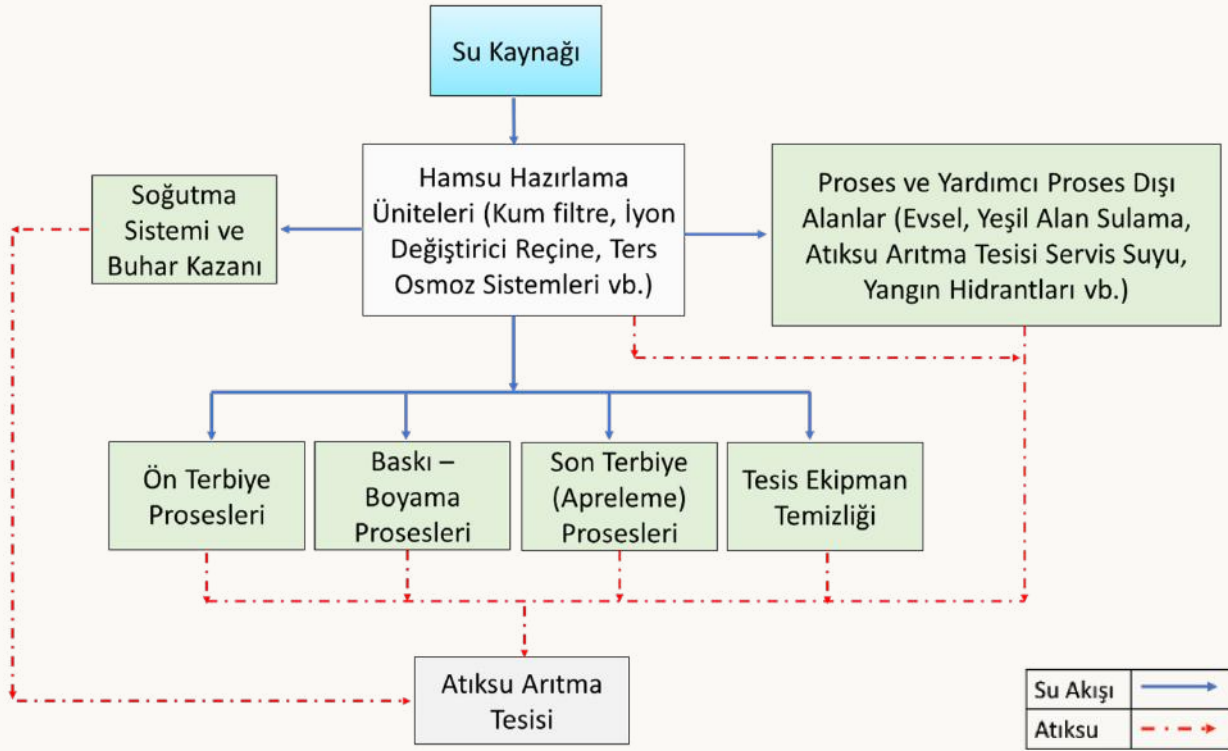 Su Kaynağı
Hamsu Hazırlama
Üniteleri (Kum filtre, İyon
Değiştirici Reçine, Ters
Osmoz Sistemleri vb.)
Soğutma
Sistemi ve
Buhar Kazanı
Proses ve Yardımcı Proses Dışı
Alanlar (Evsel, Yeşil Alan Sulama,
Atıksu Arıtma Tesisi Servis Suyu,
Yangın Hidrantları vb.)
Ön Terbiye
Prosesleri
Baskı –
Boyama
Prosesleri
Son Terbiye
(Apreleme)
Prosesleri
Tesis Ekipman
Temizliği
Atıksu Arıtma
Tesisi
Su Akışı
Atıksu